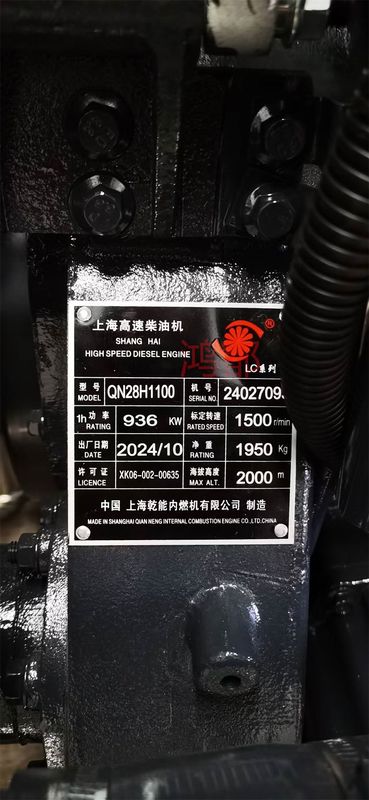 上海高速柴油机
®
SHANG HAI
HIGH SPEED DIESEL ENGINE
LC系列
型号 MODEL QN28H1100 机号 SERIAL NO. 2402709
1h功率 RATING 936 KW 标定转速 RATED SPEED 1500 r/min
出厂日期 DATE 2024/10 净重 RATING 1950 Kg
许可证 LICENCE XK06-002-00635 海拔高度 MAX ALT. 2000 m
中国 上海乾能内燃机有限公司 制造
MADE IN SHANGHAI QIAN NENG INTERNAL COMBUSTION ENGINE CO.,LTD.CHINA